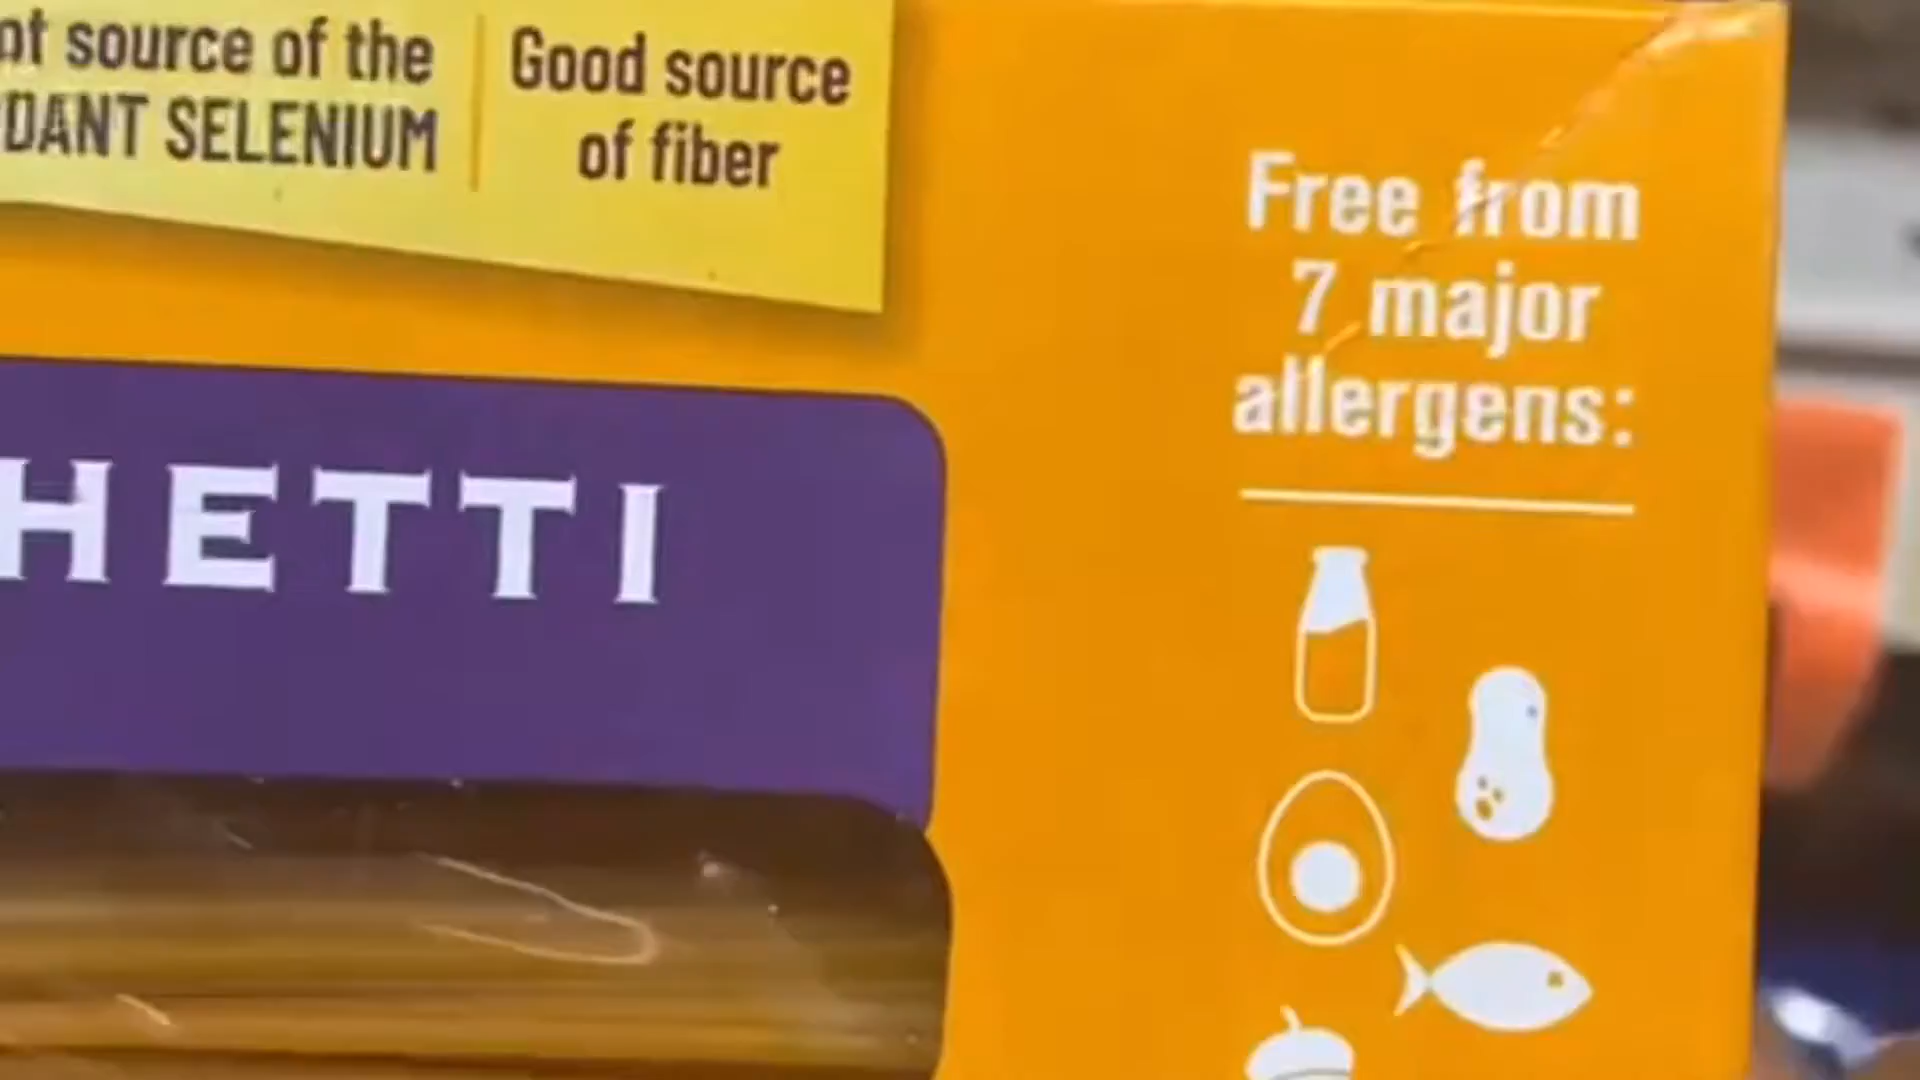 source of the
DANT SELENIUM
Good source
of fiber
Free from
7 major
allergens:
HETTI